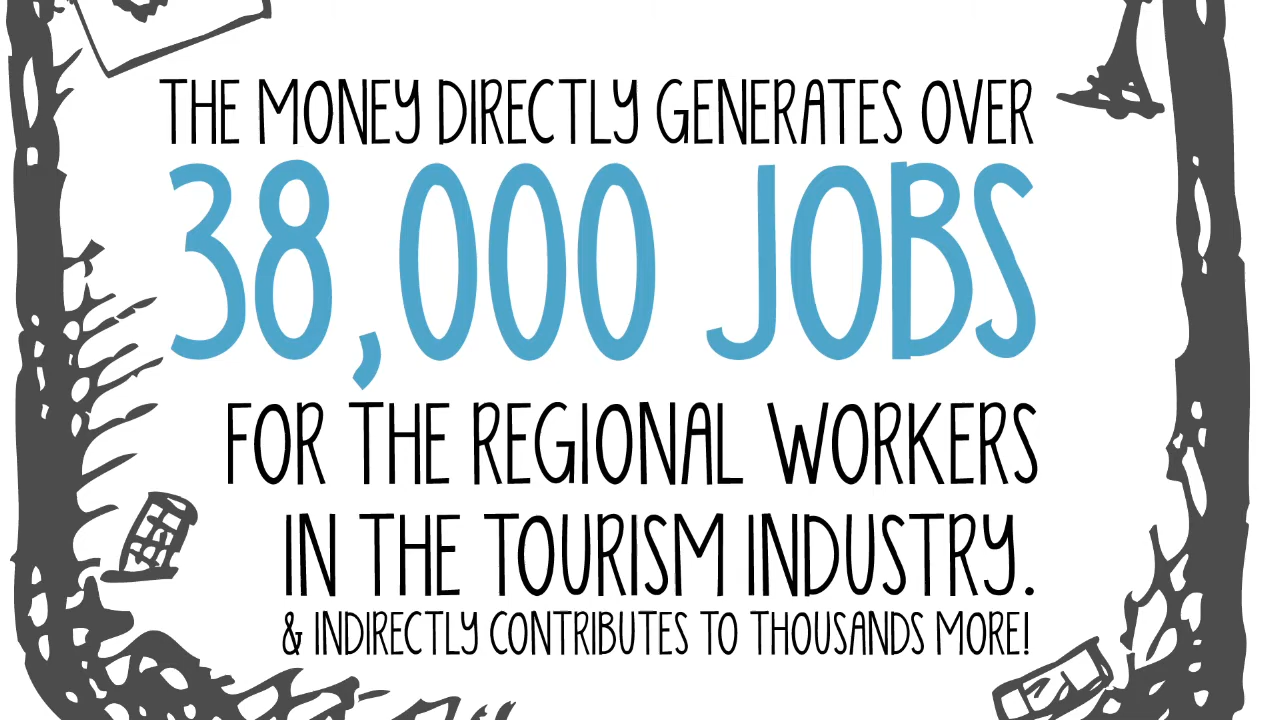 THE MONEY DIRECTLY GENERATES OVER
38,000 JOBS
FOR THE REGIONAL WORKERS
IN THE TOURISM INDUSTRY.
& INDIRECTLY CONTRIBUTES TO THOUSANDS MORE!